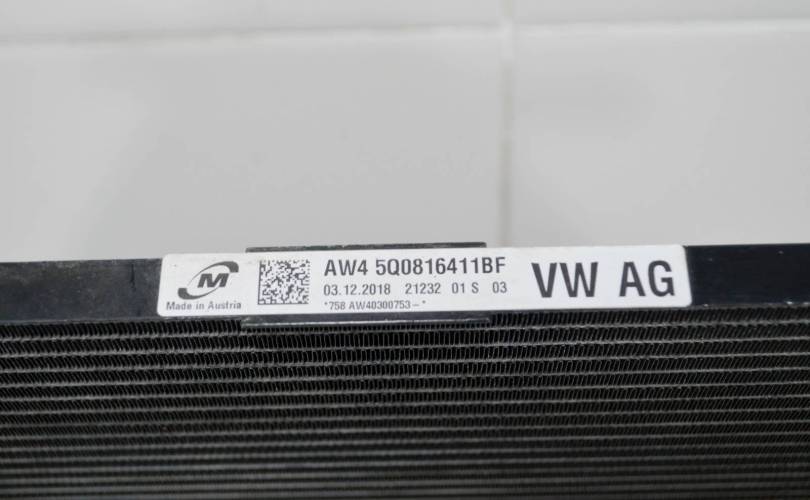 M
Made in Austria
AW4 5Q0816411BF
03.12.2018 21232 01 S 03
*758 AW40300753-*
VW AG